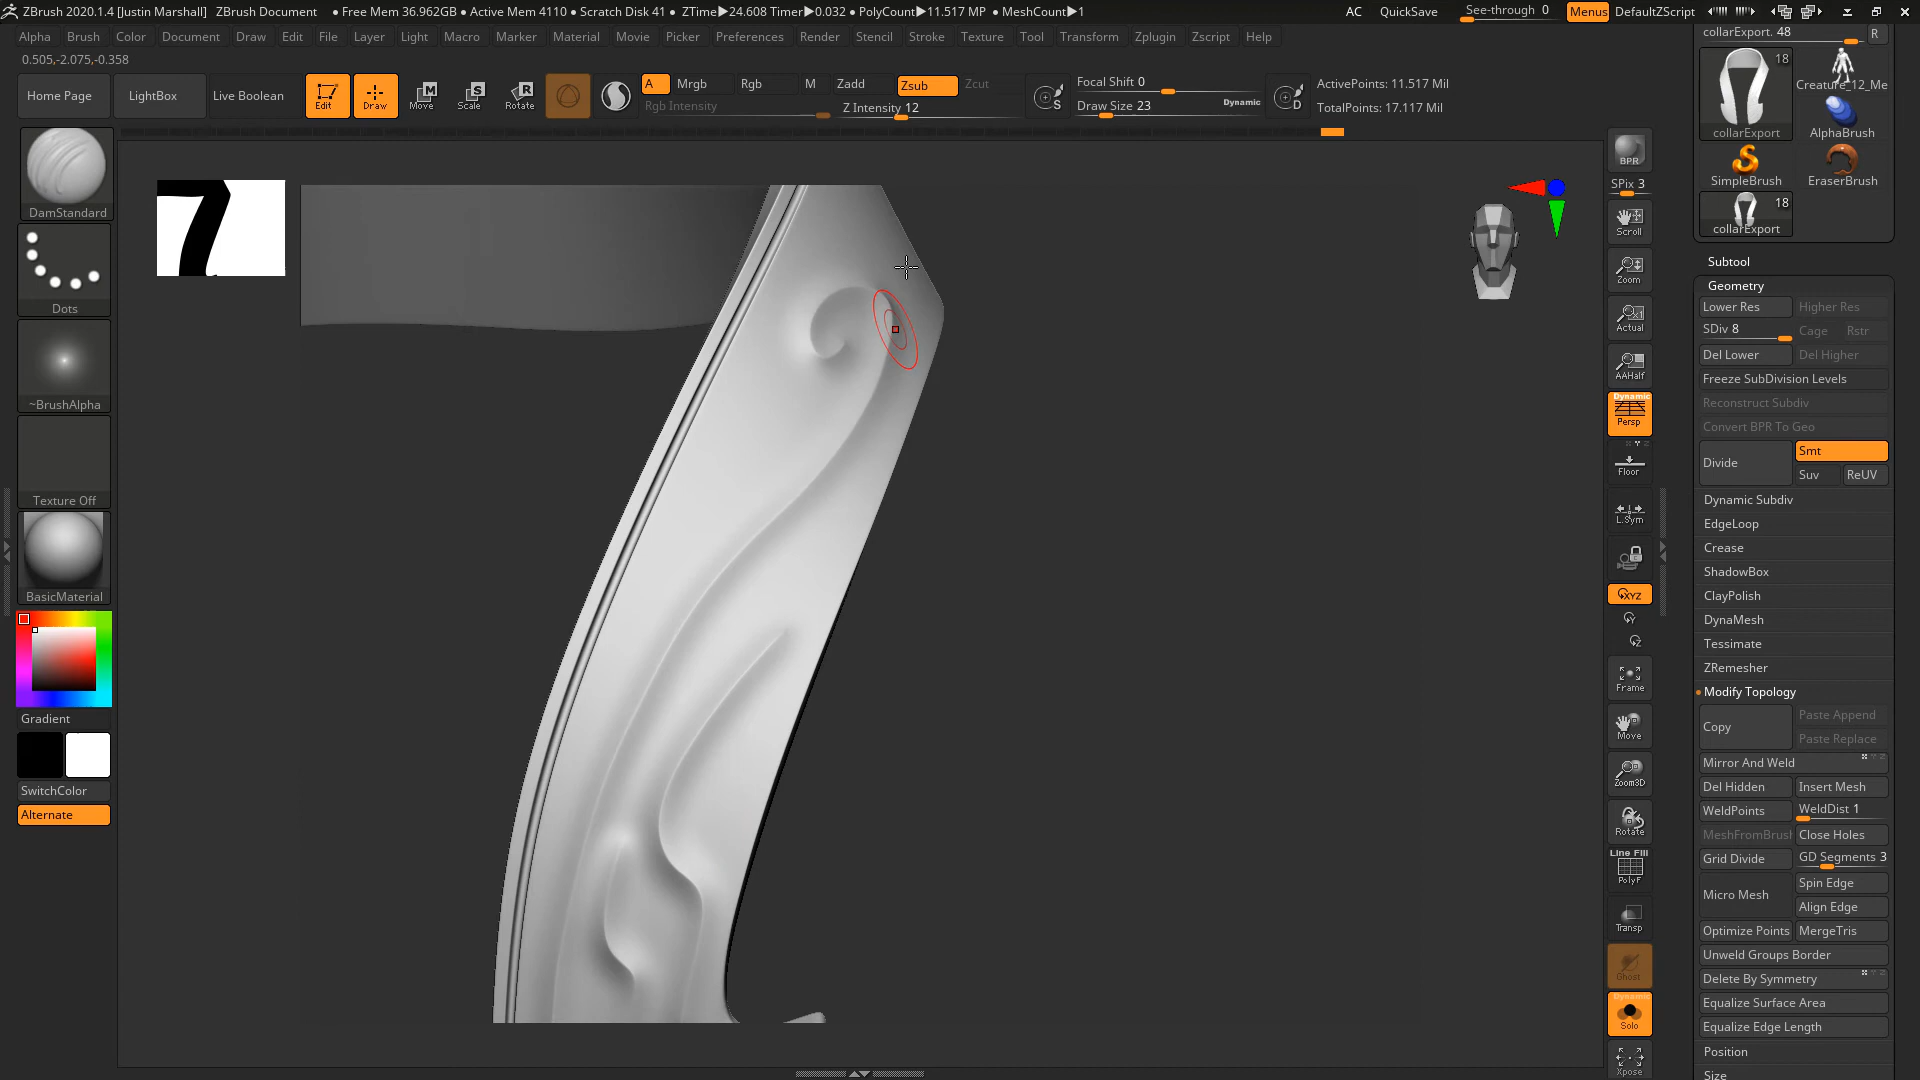 ZBrush 2020.1.4 [Justin Marshall] ZBrush Document ● Free Mem 36.962GB ● Active Mem 4110 ● Scratch Disk 41 ● ZTime▶24.608 Timer▶0.032 ● PolyCount▶11.517 MP ● MeshCount▶1 AC QuickSave See-through 0 Menus DefaultZScript
Alpha Brush Color Document Draw Edit File Layer Light Macro Marker Material Movie Picker Preferences Render Stencil Stroke Texture Tool Transform Zplugin Zscript Help
0.505,-2.075,-0.358
Home Page LightBox Live Boolean Edit Draw Move Scale Rotate
A Mrgb Rgb M Zadd Zsub Zcut
Rgb Intensity Z Intensity 12
S Focal Shift 0
Draw Size 23 Dynamic
D ActivePoints: 11.517 Mil
TotalPoints: 17.117 Mil
DamStandard
Dots
~BrushAlpha
Texture Off
BasicMaterial
Gradient
SwitchColor
Alternate
7
BPR
SPix 3
Scroll
Zoom
Actual
AAHalf
Dynamic
Persp
Floor
L.Sym
XYZ
Y
Z
Frame
Move
Zoom3D
Rotate
Line Fill
PolyF
Transp
Ghost
Dynamic
Solo
Xpose
collarExport. 48 R
18
collarExport
Creature_12_Me
AlphaBrush
SimpleBrush EraserBrush
18
collarExport
Subtool
Geometry
Lower Res Higher Res
SDiv 8 Cage Rstr
Del Lower Del Higher
Freeze SubDivision Levels
Reconstruct Subdiv
Convert BPR To Geo
Divide Smt
Suv ReUV
Dynamic Subdiv
EdgeLoop
Crease
ShadowBox
ClayPolish
DynaMesh
Tessimate
ZRemesher
Modify Topology
Copy Paste Append
Paste Replace
Mirror And Weld
Del Hidden Insert Mesh
WeldPoints WeldDist 1
MeshFromBrush Close Holes
Grid Divide GD Segments 3
Micro Mesh Spin Edge
Align Edge
Optimize Points MergeTris
Unweld Groups Border
Delete By Symmetry
Equalize Surface Area
Equalize Edge Length
Position
Size